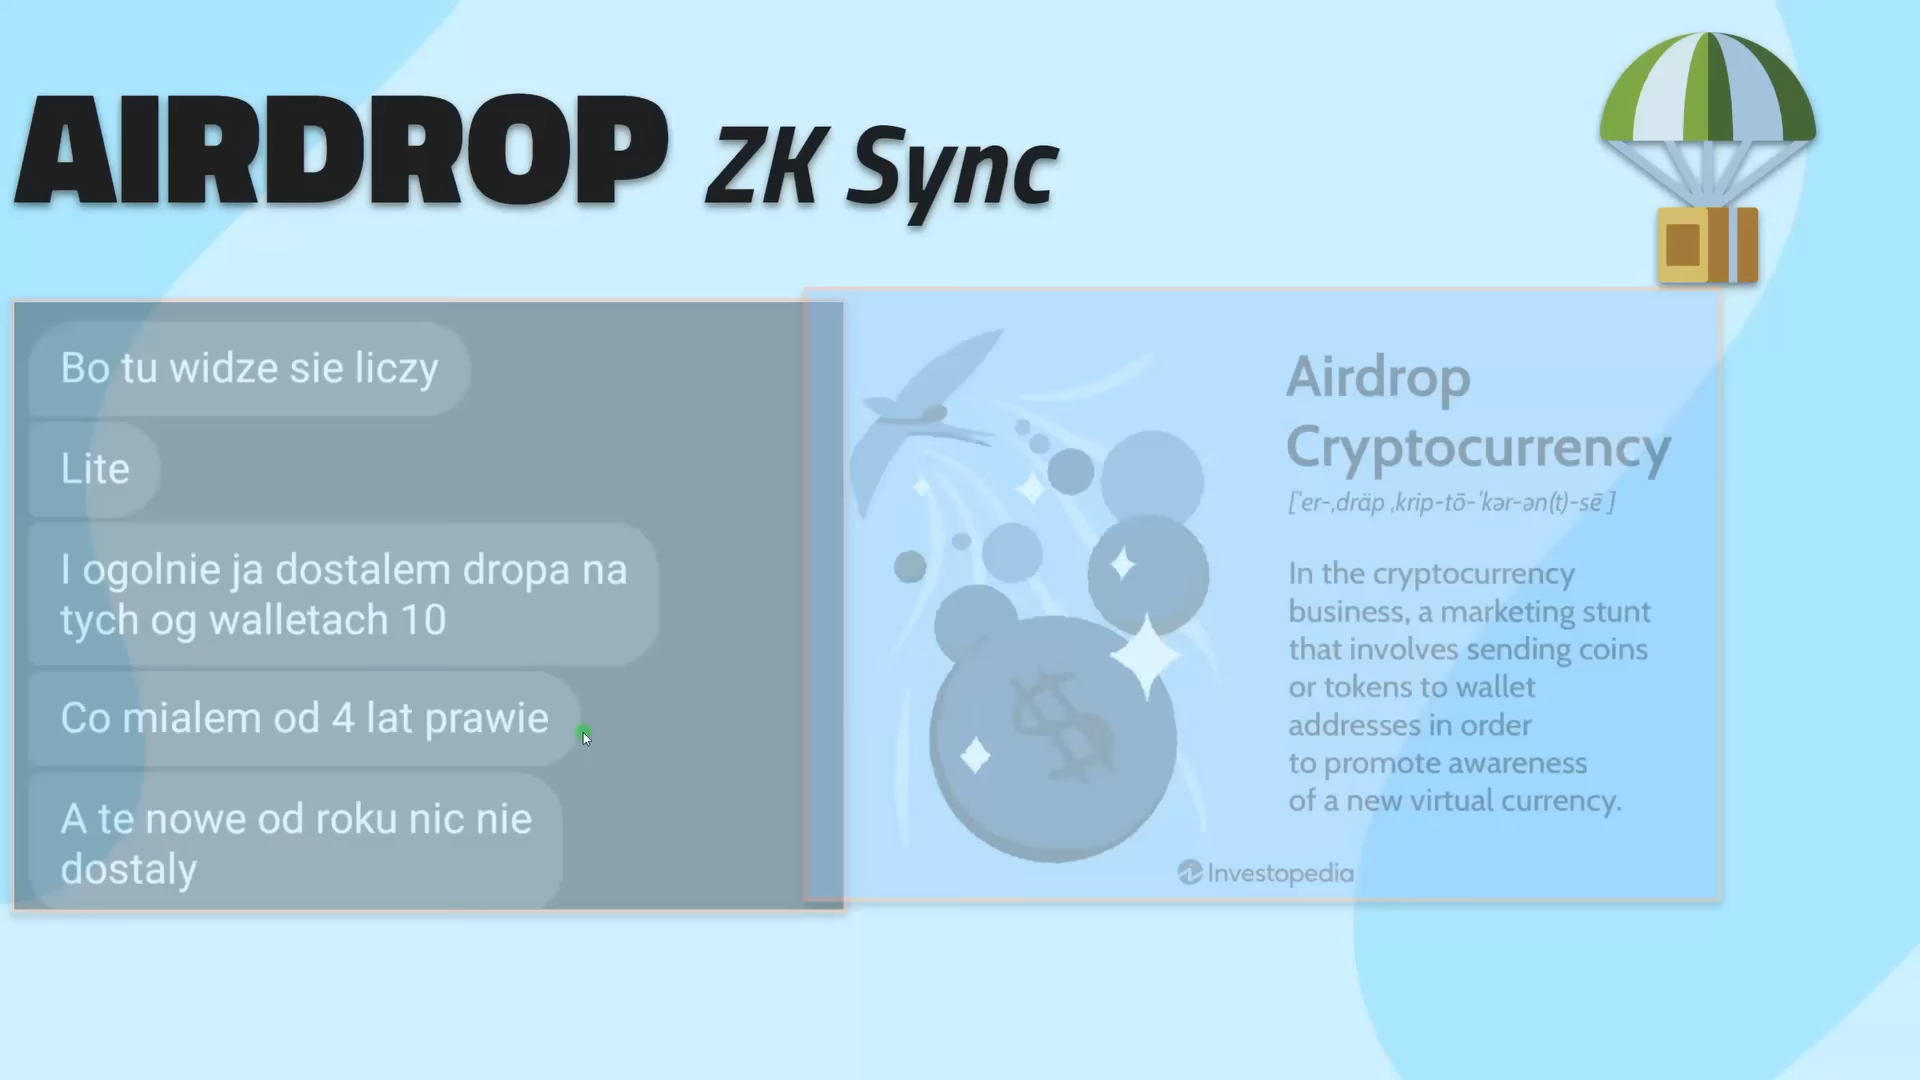 AIRDROP ZK Sync
Bo tu widze sie liczy
Lite
I ogolnie ja dostalem dropa na
tych og walletach 10
Co mialem od 4 lat prawie
A te nowe od roku nic nie
dostaly
Airdrop
Cryptocurrency
[ˈer-ˌdräp ˌkrip-tō-ˈkər-ən(t)-sē ]
In the cryptocurrency
business, a marketing stunt
that involves sending coins
or tokens to wallet
addresses in order
to promote awareness
of a new virtual currency.
Investopedia